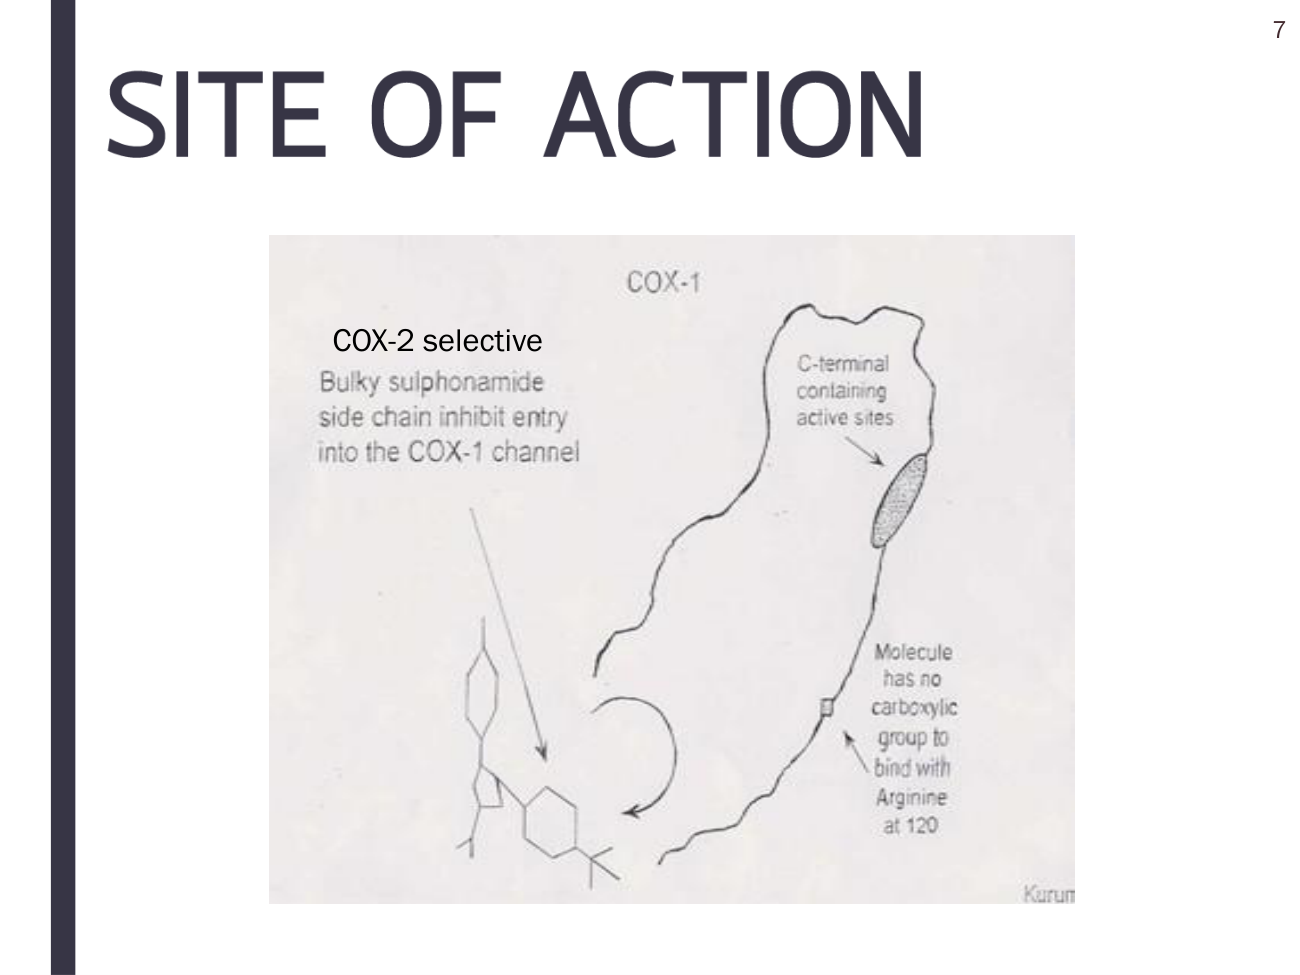 7
SITE OF ACTION
COX-1
COX-2 selective
Bulky sulphonamide
side chain inhibit entry
into the COX-1 channel
C-terminal
containing
active sites
Molecule
has no
carboxylic
group to
bind with
Arginine
at 120
Kurum